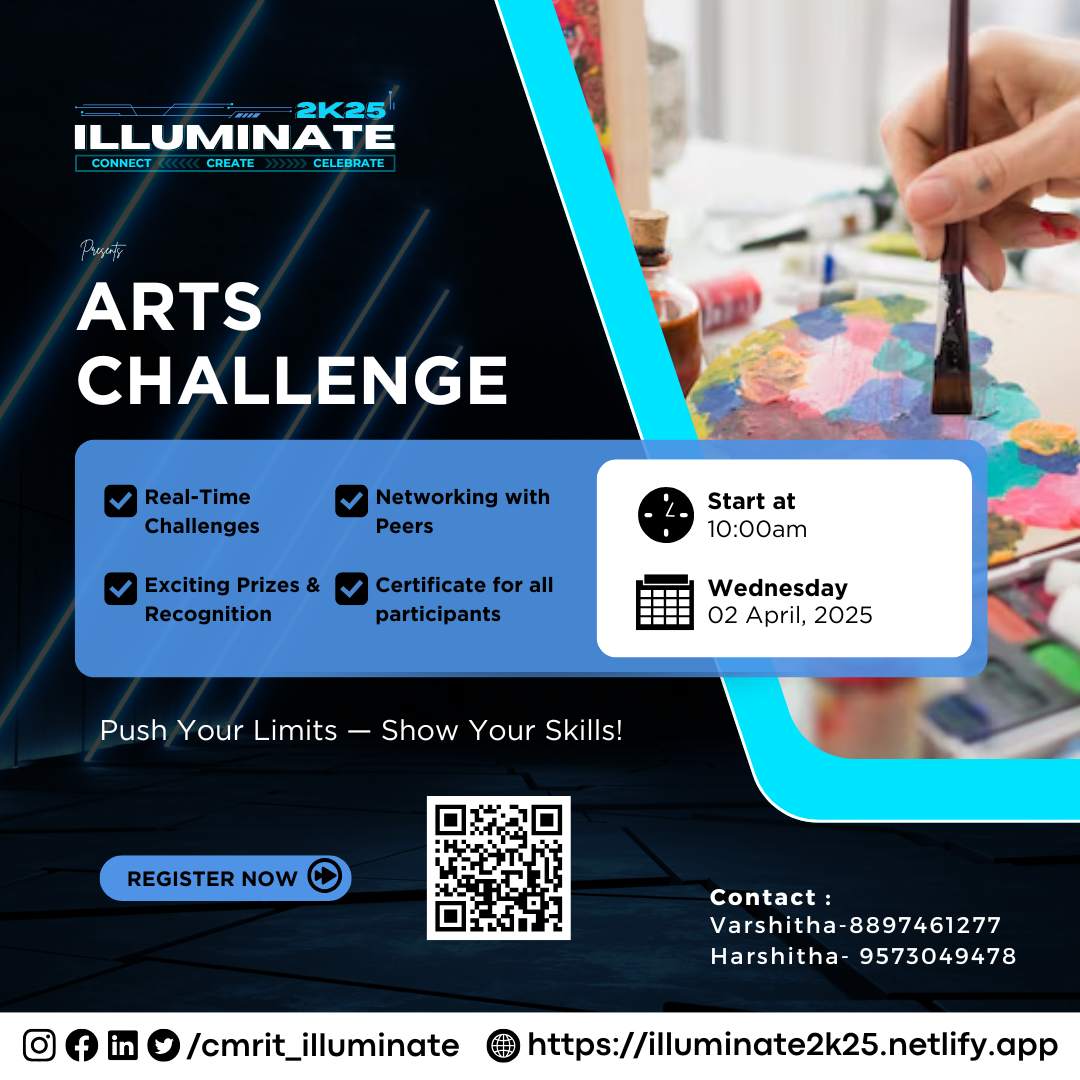 2K25
ILLUMINATE
CONNECT CREATE CELEBRATE
Presents
ARTS
CHALLENGE
Real-Time
Challenges
Networking with
Peers
Exciting Prizes &
Recognition
Certificate for all
participants
Start at
10:00am
Wednesday
02 April, 2025
Push Your Limits — Show Your Skills!
REGISTER NOW
Contact :
Varshitha-8897461277
Harshitha- 9573049478
/cmrit_illuminate https://illuminate2k25.netlify.app